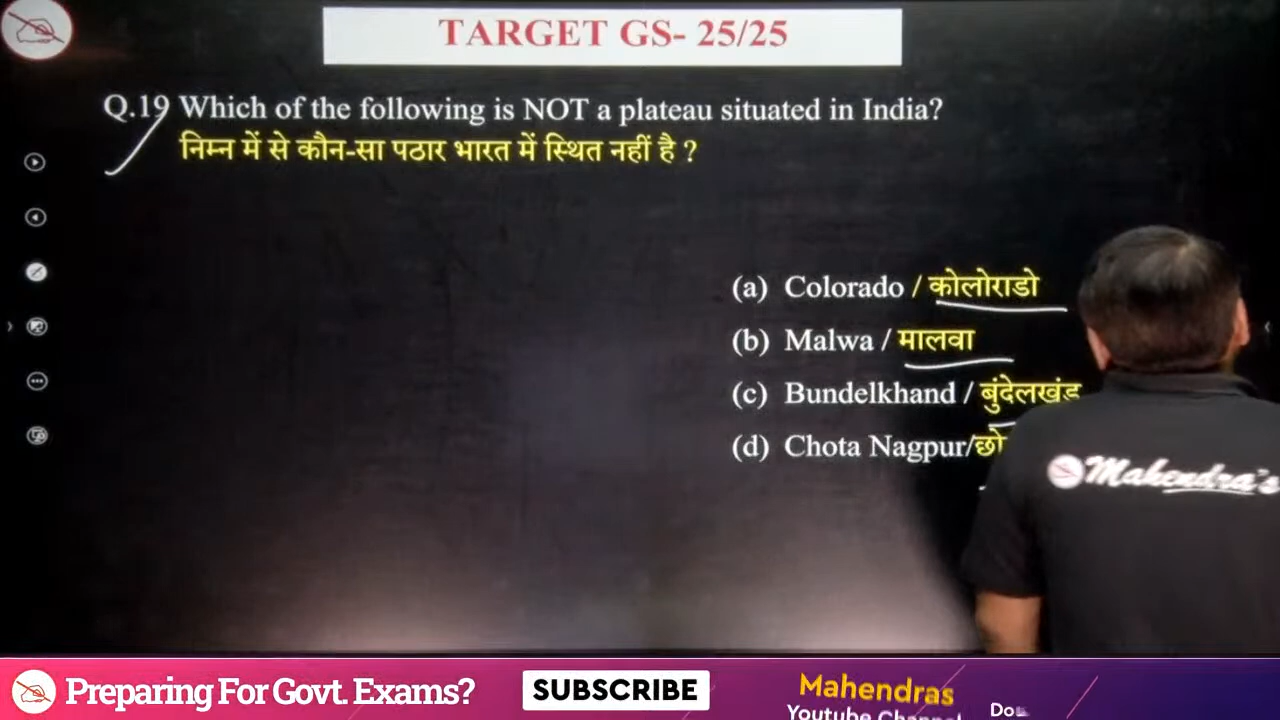 TARGET GS- 25/25
Q.19 Which of the following is NOT a plateau situated in India?
निम्न में से कौन-सा पठार भारत में स्थित नहीं है ?
(a) Colorado / कोलोराडो
(b) Malwa / मालवा
(c) Bundelkhand / बुंदेलखंड
(d) Chota Nagpur/छो
Mahendra's
Preparing For Govt. Exams?
SUBSCRIBE
Mahendras
Youtube Channel